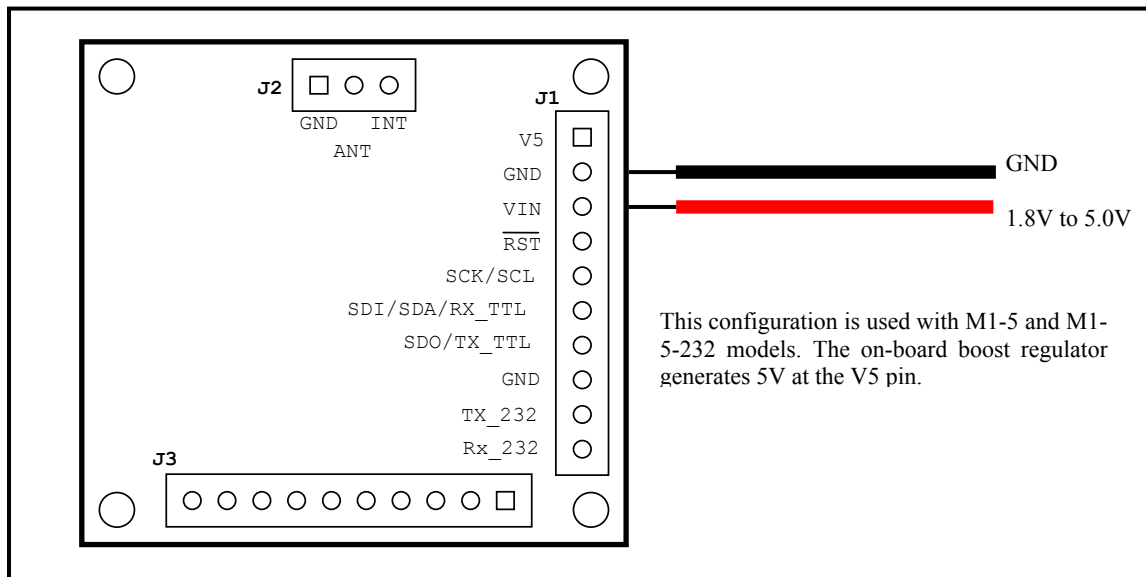 J2
GND INT
ANT
J1
V5
GND
VIN
RST
SCK/SCL
SDI/SDA/RX_TTL
SDO/TX_TTL
GND
TX_232
Rx_232
J3
GND
1.8V to 5.0V
This configuration is used with M1-5 and M1-
5-232 models. The on-board boost regulator
generates 5V at the V5 pin.